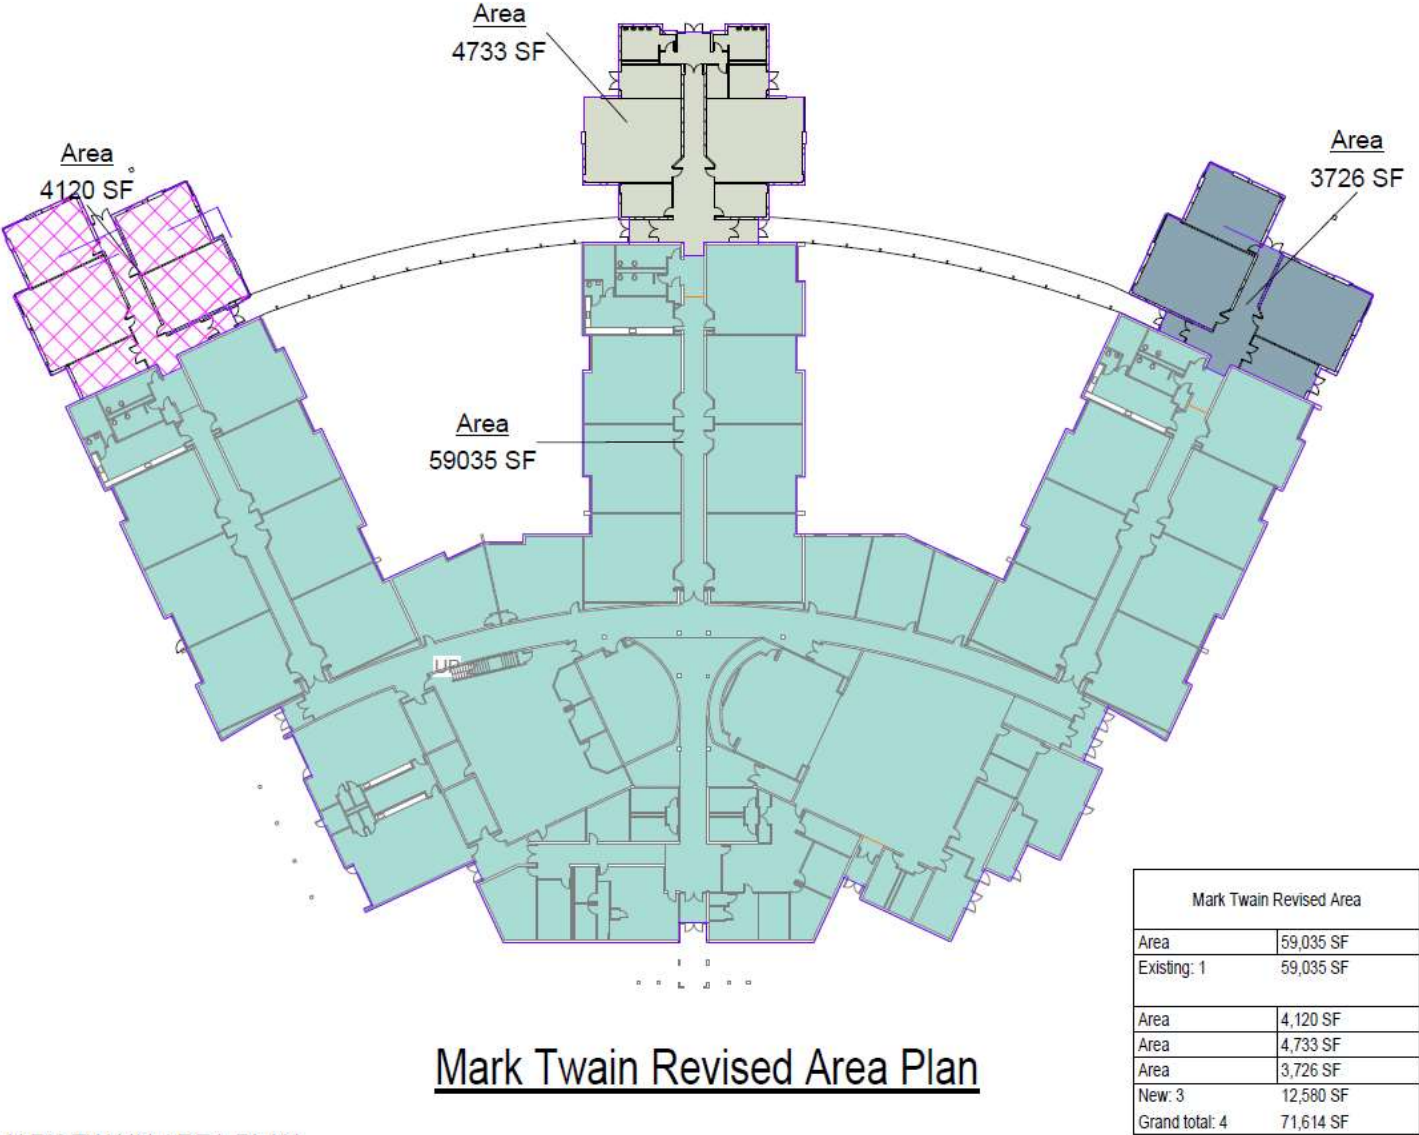 Area
4733 SF
Area
4120 SF
Area
3726 SF
Area
59035 SF
UP
Mark Twain Revised Area
Area 59,035 SF
Existing: 1 59,035 SF
Area 4,120 SF
Area 4,733 SF
Area 3,726 SF
New: 3 12,580 SF
Grand total: 4 71,614 SF
Mark Twain Revised Area Plan